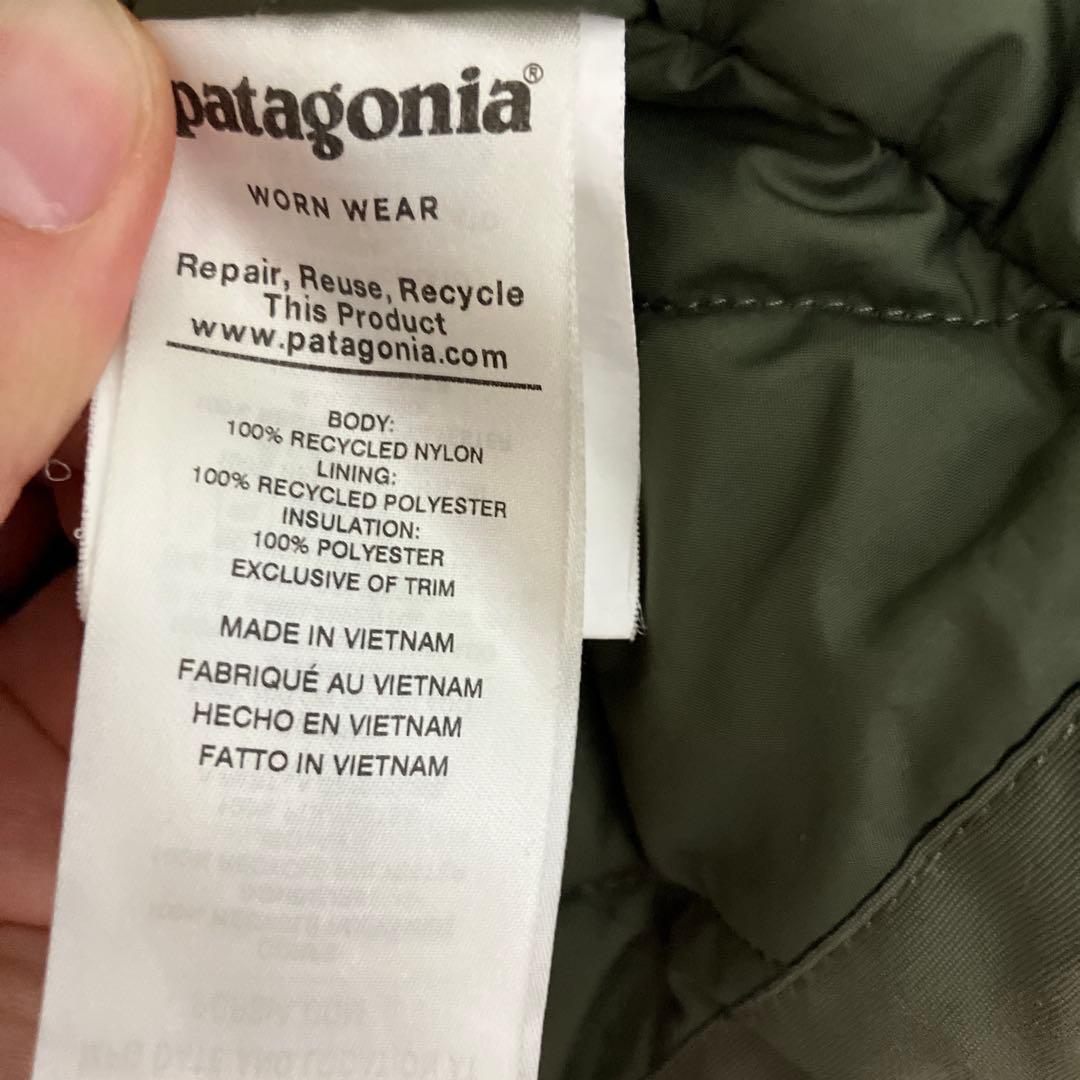 patagonia®
WORN WEAR
Repair, Reuse, Recycle
This Product
www.patagonia.com
BODY:
100% RECYCLED NYLON
LINING:
100% RECYCLED POLYESTER
INSULATION:
100% POLYESTER
EXCLUSIVE OF TRIM
MADE IN VIETNAM
FABRIQUÉ AU VIETNAM
HECHO EN VIETNAM
FATTO IN VIETNAM